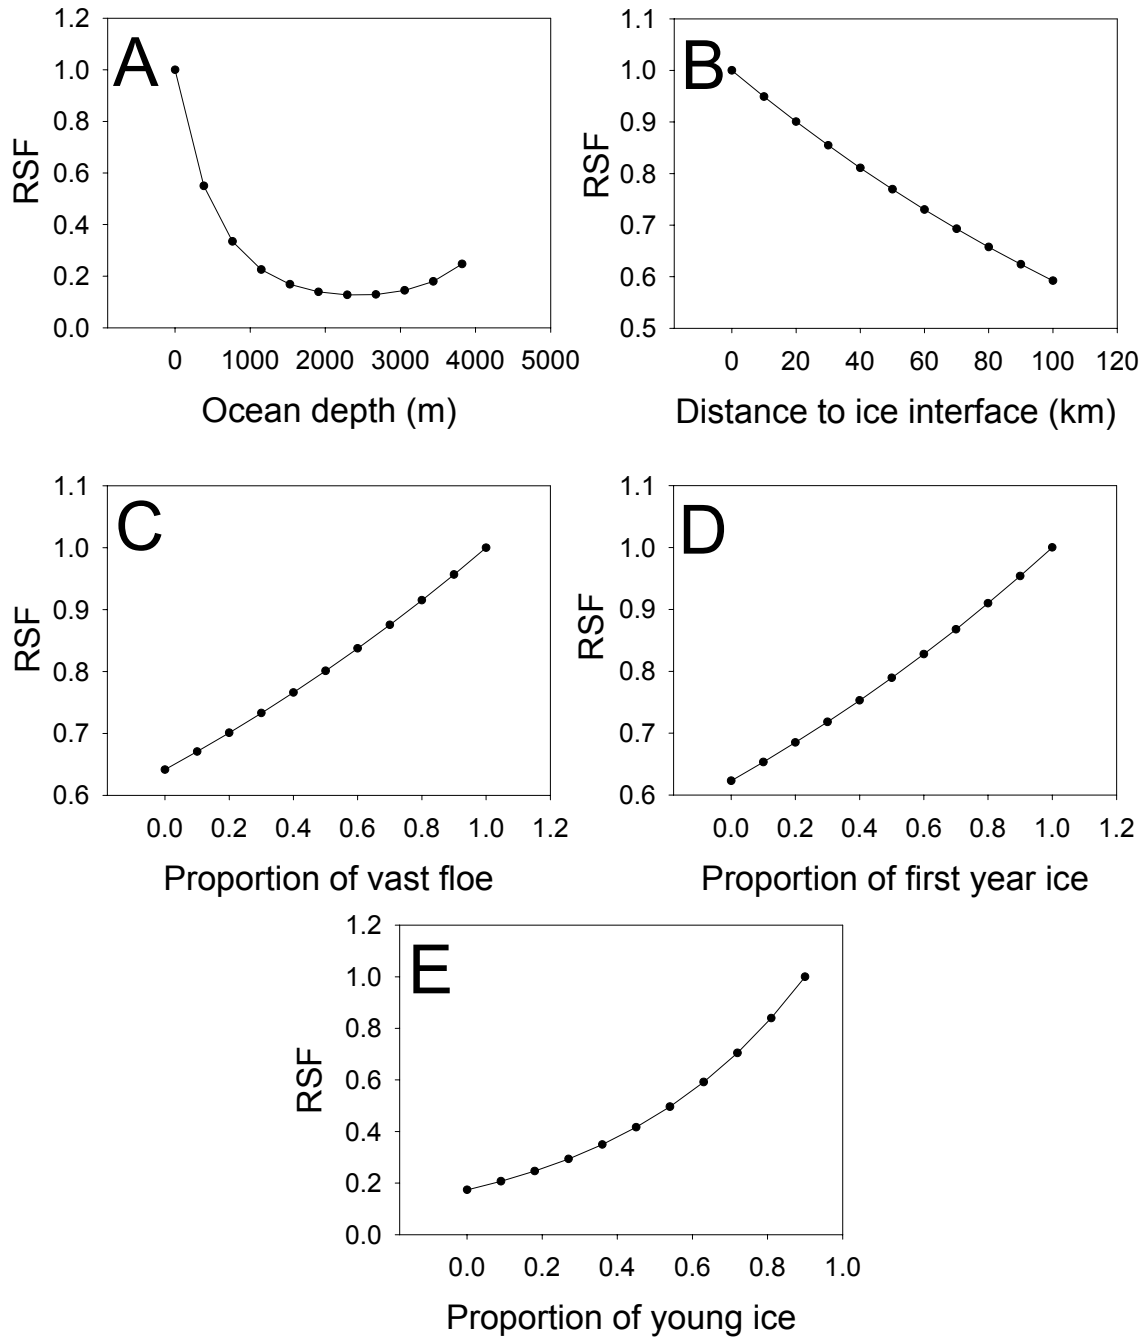 A
RSF
1.2
1.0
0.8
0.6
0.4
0.2
0.0
0 1000 2000 3000 4000 5000
Ocean depth (m)
B
RSF
1.1
1.0
0.9
0.8
0.7
0.6
0.5
0 20 40 60 80 100 120
Distance to ice interface (km)
C
RSF
1.1
1.0
0.9
0.8
0.7
0.6
0.0 0.2 0.4 0.6 0.8 1.0 1.2
Proportion of vast floe
D
RSF
1.1
1.0
0.9
0.8
0.7
0.6
0.0 0.2 0.4 0.6 0.8 1.0 1.2
Proportion of first year ice
E
RSF
1.2
1.0
0.8
0.6
0.4
0.2
0.0
0.0 0.2 0.4 0.6 0.8 1.0
Proportion of young ice